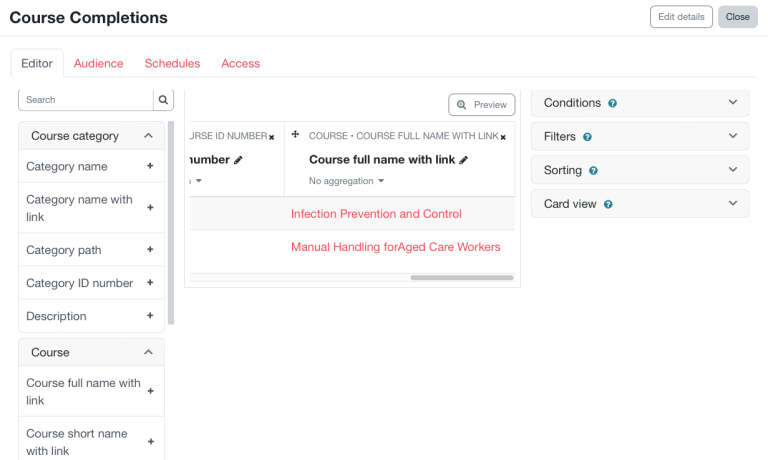 Course Completions
Edit details
Close
Editor
Audience
Schedules
Access
Search
Course category
Category name
Category name with
link
Category path
Category ID number
Description
Course
Course full name with
link
Course short name
with link
Preview
URSE ID NUMBER
number
No aggregation
COURSE • COURSE FULL NAME WITH LINK
Course full name with link
Infection Prevention and Control
Manual Handling forAged Care Workers
Conditions
Filters
Sorting
Card view